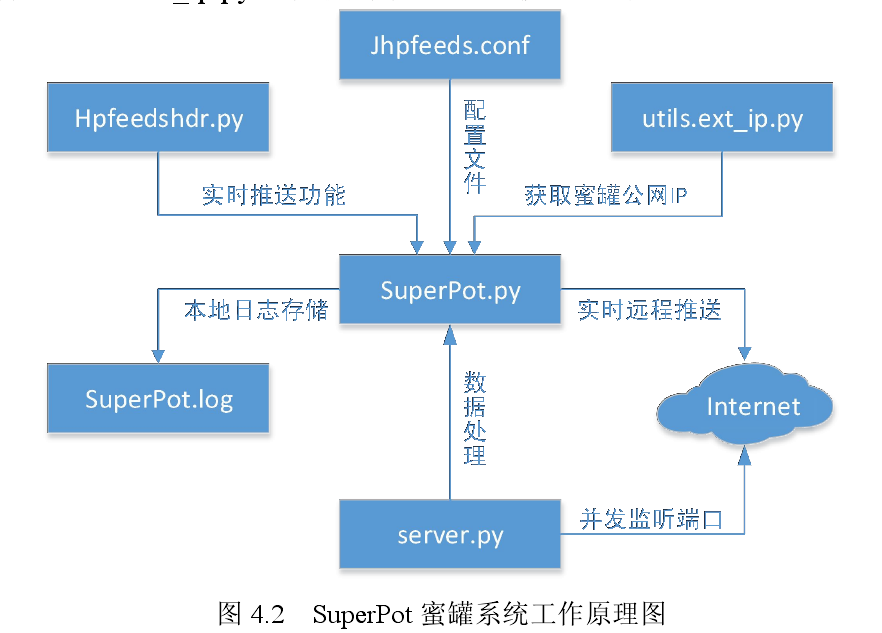 Jhpfeeds.conf
Hpfeedshdr.py
utils.ext_ip.py
配置文件
实时推送功能
获取蜜罐公网IP
SuperPot.py
本地日志存储
实时远程推送
SuperPot.log
Internet
数据处理
server.py
并发监听端口
图 4.2 SuperPot 蜜罐系统工作原理图